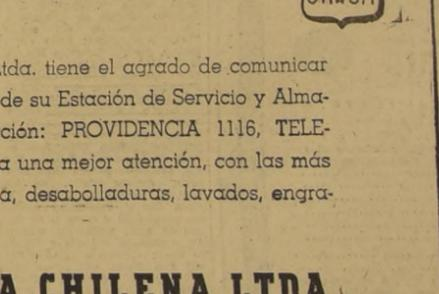 Ltda. tiene el agrado de comunicar
de su Estación de Servicio y Alma-
ción: PROVIDENCIA 1116, TELE-
a una mejor atención, con las más
a, desabolladuras, lavados, engra-
A CHILENA LTDA.